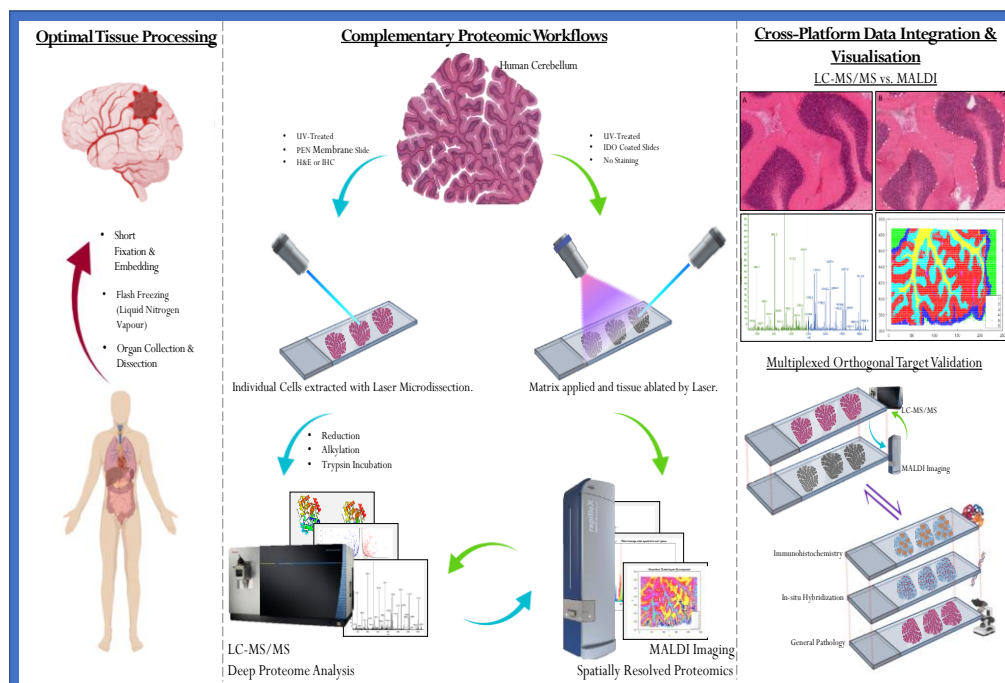 Optimal Tissue Processing
Short
Fixation &
Embedding
Flash Freezing
(Liquid Nitrogen
Vapour)
Organ Collection &
Dissection
Complementary Proteomic Workflows
Human Cerebellum
UV-Treated
PEN Membrane Slide
H&E or IHC
UV-Treated
IDO Coated Slides
No Staining
Individual Cells extracted with Laser Microdissection.
Matrix applied and tissue ablated by Laser.
Reduction
Alkylation
Trypsin Incubation
rapifleX
LC-MS/MS
Deep Proteome Analysis
MALDI Imaging
Spatially Resolved Proteomics
Cross-Platform Data Integration &
Visualisation
LC-MS/MS vs. MALDI
A
B
Multiplexed Orthogonal Target Validation
LC-MS/MS
MALDI Imaging
Immunohistochemistry
In-situ Hybridization
General Pathology